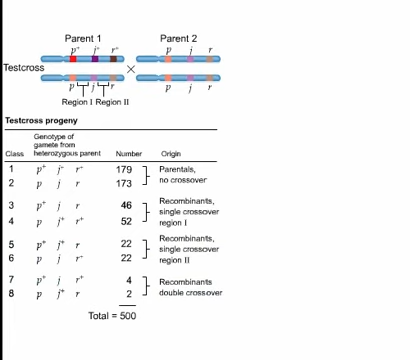 Parent 1 Parent 2
p⁺ j⁺ r⁺ p j r
Testcross ×
p j r p j r
Region I Region II
Testcross progeny
Class Genotype of gamete from heterozygous parent Number Origin
1 p⁺ j⁺ r⁺ 179 Parentals,
2 p j r 173 no crossover
3 p⁺ j r 46 Recombinants, single crossover
4 p j⁺ r⁺ 52 region I
5 p⁺ j⁺ r 22 Recombinants, single crossover
6 p j r⁺ 22 region II
7 p⁺ j r⁺ 4 Recombinants
8 p j⁺ r 2 double crossover
Total = 500